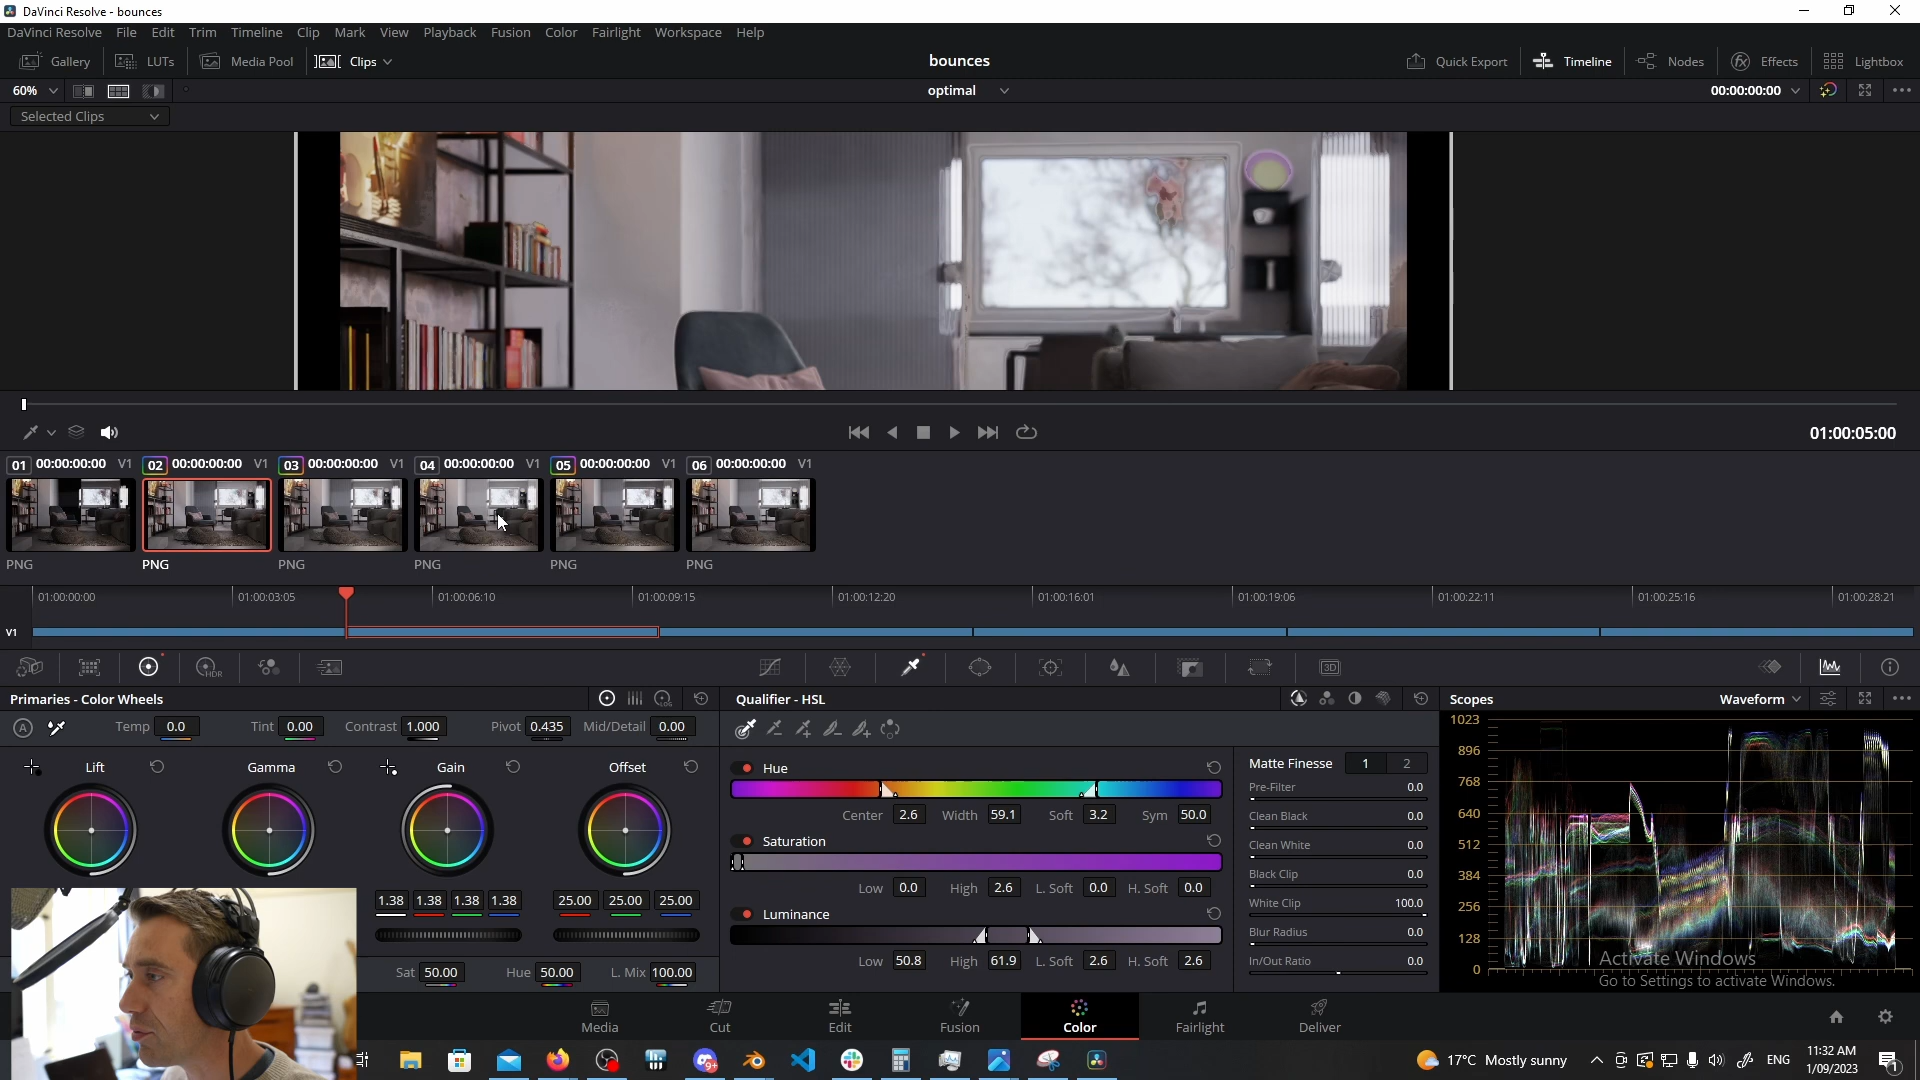 DaVinci Resolve - bounces
DaVinci Resolve File Edit Trim Timeline Clip Mark View Playback Fusion Color Fairlight Workspace Help
Gallery LUTs Media Pool Clips bounces Quick Export Timeline Nodes Effects Lightbox
60% optimal 00:00:00:00
Selected Clips
01:00:05:00
01 00:00:00:00 V1 02 00:00:00:00 V1 03 00:00:00:00 V1 04 00:00:00:00 V1 05 00:00:00:00 V1 06 00:00:00:00 V1
PNG PNG PNG PNG PNG PNG
01:00:00:00 01:00:03:05 01:00:06:10 01:00:09:15 01:00:12:20 01:00:16:01 01:00:19:06 01:00:22:11 01:00:25:16 01:00:28:21
V1
HDR 3D
Primaries - Color Wheels LOG Qualifier - HSL Scopes Waveform
A Temp 0.0 Tint 0.00 Contrast 1.000 Pivot 0.435 Mid/Detail 0.00
Lift Gamma Gain Offset
1.38 1.38 1.38 1.38 25.00 25.00 25.00
Sat 50.00 Hue 50.00 L. Mix 100.00
Hue
Center 2.6 Width 59.1 Soft 3.2 Sym 50.0
Saturation
Low 0.0 High 2.6 L. Soft 0.0 H. Soft 0.0
Luminance
Low 50.8 High 61.9 L. Soft 2.6 H. Soft 2.6
Matte Finesse 1 2
Pre-Filter 0.0
Clean Black 0.0
Clean White 0.0
Black Clip 0.0
White Clip 100.0
Blur Radius 0.0
In/Out Ratio 0.0
1023
896
768
640
512
384
256
128
0
Activate Windows
Go to Settings to activate Windows.
Media Cut Edit Fusion Color Fairlight Deliver
9+
17°C Mostly sunny ENG 11:32 AM
1/09/2023
1